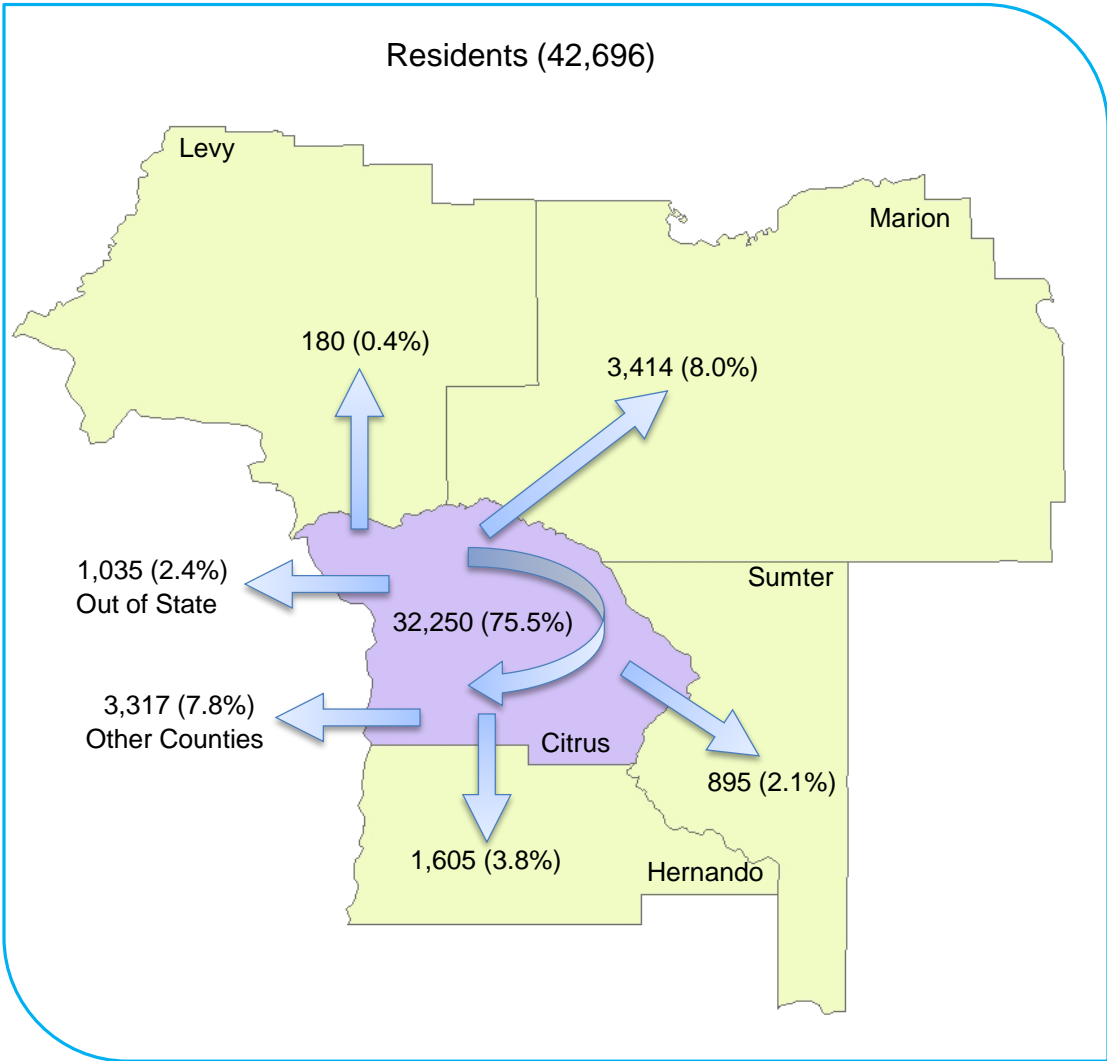 Residents (42,696)
Levy
Marion
180 (0.4%)
3,414 (8.0%)
1,035 (2.4%)
Out of State
Sumter
32,250 (75.5%)
3,317 (7.8%)
Other Counties
Citrus
895 (2.1%)
1,605 (3.8%)
Hernando